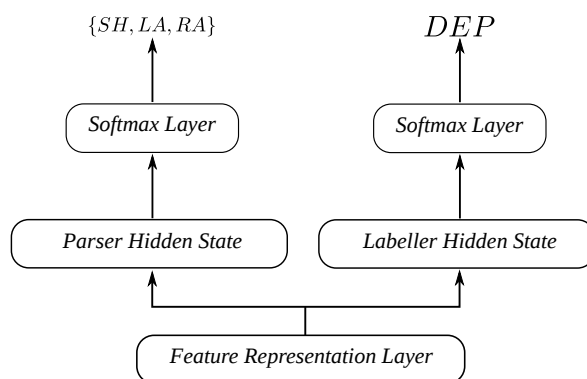 {SH, LA, RA}
DEP
Softmax Layer
Softmax Layer
Parser Hidden State
Labeller Hidden State
Feature Representation Layer